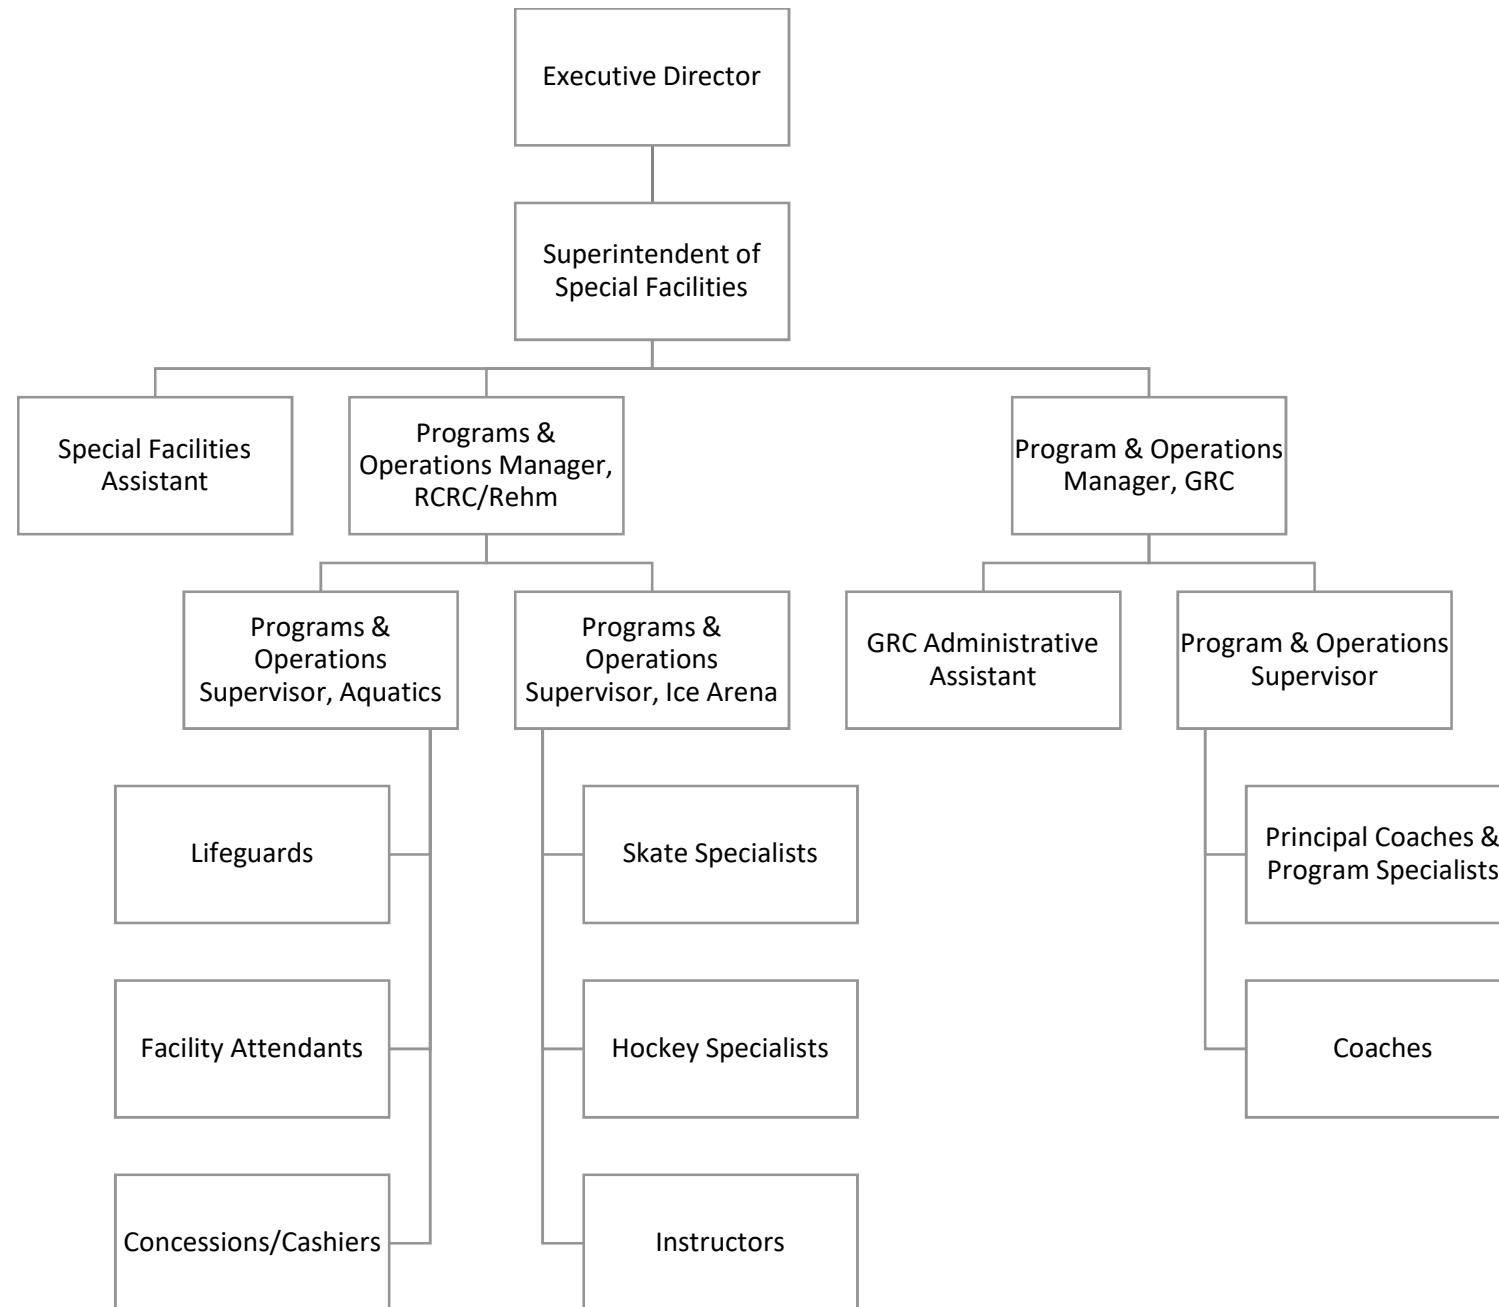 Executive Director
Superintendent of
Special Facilities
Special Facilities
Assistant
Programs &
Operations Manager,
RCRC/Rehm
Program & Operations
Manager, GRC
Programs &
Operations
Supervisor, Aquatics
Programs &
Operations
Supervisor, Ice Arena
GRC Administrative
Assistant
Program & Operations
Supervisor
Lifeguards
Skate Specialists
Principal Coaches &
Program Specialists
Facility Attendants
Hockey Specialists
Coaches
Concessions/Cashiers
Instructors